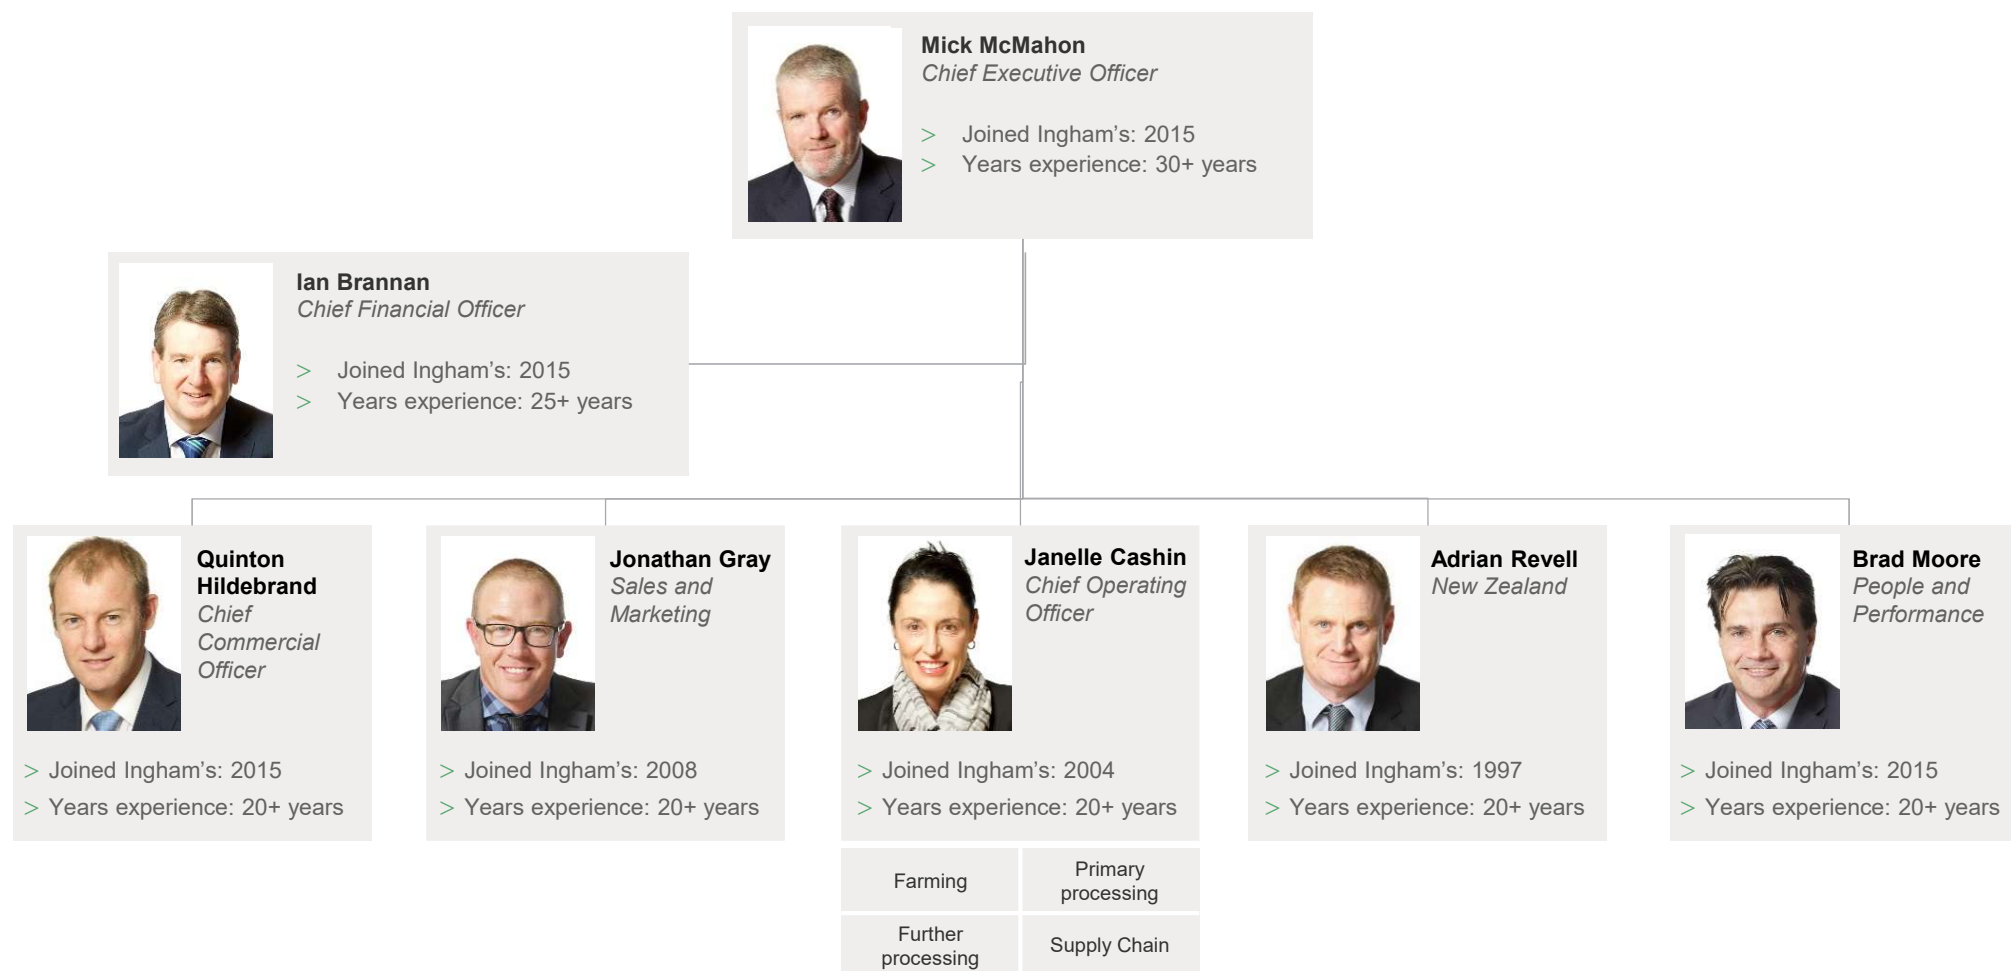 Mick McMahon
Chief Executive Officer
> Joined Ingham’s: 2015
> Years experience: 30+ years
Ian Brannan
Chief Financial Officer
> Joined Ingham’s: 2015
> Years experience: 25+ years
Quinton
Hildebrand
Chief
Commercial
Officer
> Joined Ingham’s: 2015
> Years experience: 20+ years
Jonathan Gray
Sales and
Marketing
> Joined Ingham’s: 2008
> Years experience: 20+ years
Janelle Cashin
Chief Operating
Officer
> Joined Ingham’s: 2004
> Years experience: 20+ years
Farming
Primary
processing
Further
processing
Supply Chain
Adrian Revell
New Zealand
> Joined Ingham’s: 1997
> Years experience: 20+ years
Brad Moore
People and
Performance
> Joined Ingham’s: 2015
> Years experience: 20+ years